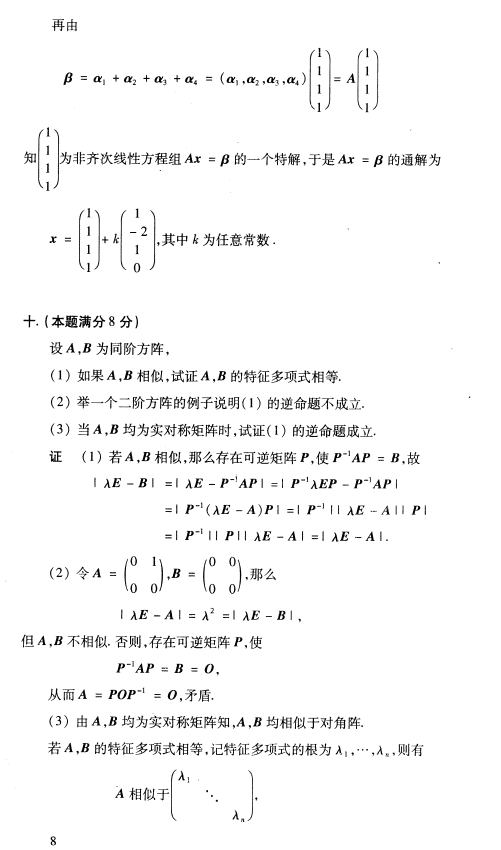 再由
β = α₁ + α₂ + α₃ + α₄ = (α₁,α₂,α₃,α₄)(1 1 1 1) = A(1 1 1 1)
知(1 1 1 1)为非齐次线性方程组 Ax = β 的一个特解,于是 Ax = β 的通解为
x = (1 1 1 1) + k(1 -2 1 0),其中 k 为任意常数.
十.(本题满分 8 分)
设 A,B 为同阶方阵,
(1) 如果 A,B 相似,试证 A,B 的特征多项式相等.
(2) 举一个二阶方阵的例子说明(1) 的逆命题不成立.
(3) 当 A,B 均为实对称矩阵时,试证(1) 的逆命题成立.
证 (1) 若 A,B 相似,那么存在可逆矩阵 P,使 P⁻¹AP = B,故
| λE - B | = | λE - P⁻¹AP | = | P⁻¹λEP - P⁻¹AP |
= | P⁻¹(λE - A)P | = | P⁻¹ || λE - A || P |
= | P⁻¹ || P || λE - A | = | λE - A |.
(2) 令 A = (0 1 0 0),B = (0 0 0 0),那么
| λE - A | = λ² = | λE - B |,
但 A,B 不相似. 否则,存在可逆矩阵 P,使
P⁻¹AP = B = O,
从而 A = POP⁻¹ = O,矛盾.
(3) 由 A,B 均为实对称矩阵知,A,B 均相似于对角阵.
若 A,B 的特征多项式相等,记特征多项式的根为 λ₁,⋯,λₙ,则有
A 相似于(λ₁ ⋱ λₙ),
8